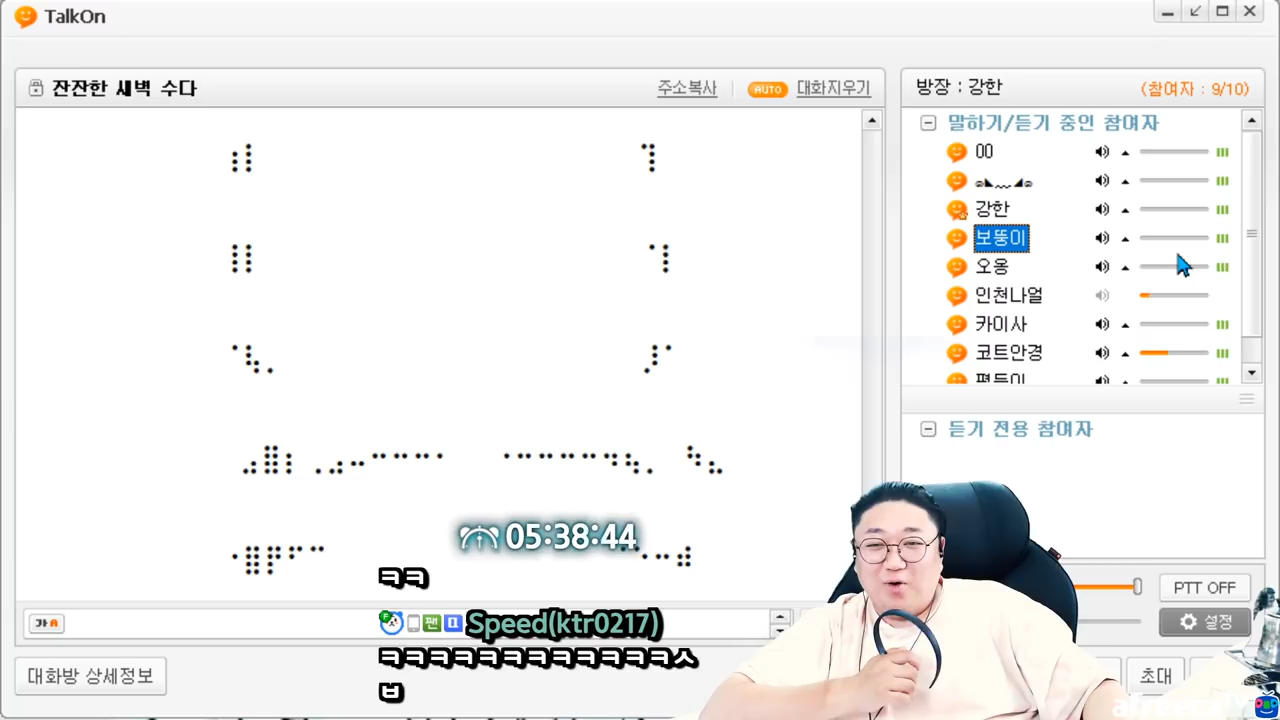 TalkOn
잔잔한 새벽 수다
주소복사
AUTO 대화지우기
방장 : 강한
(참여자 : 9/10)
말하기/듣기 중인 참여자
00
강한
보뚱이
오옹
인천나얼
카이사
코트안경
듣기 전용 참여자
05:38:44
ㅋㅋ
가A
F 팬 Speed(ktr0217)
ㅋㅋㅋㅋㅋㅋㅋㅋㅋㅋㅋㅋㅅ
ㅂ
PTT OFF
설정
대화방 상세정보
초대